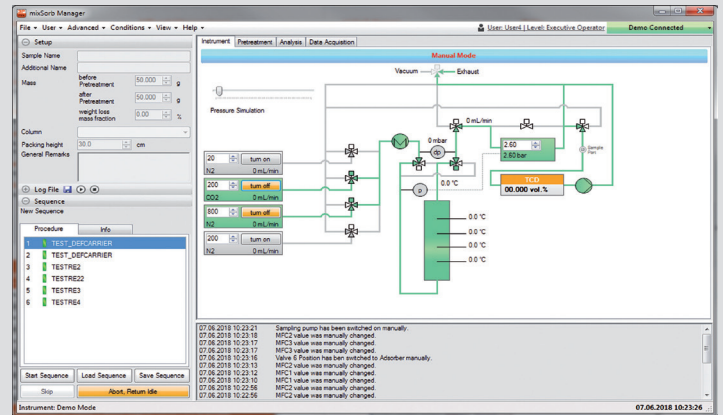 mixSorb Manager
File User Advanced Conditions View Help
User: User4 | Level: Executive Operator
Demo Connected
Setup
Sample Name
Additional Name
Mass
before Pretreatment 50.000 g
after Pretreatment 50.000 g
weight loss mass fraction 0.00 %
Column
Packing height 30.0 cm
General Remarks
Log File
Sequence
New Sequence
Procedure Info
1 TEST_DEFCARRIER
2 TEST_DEFCARRIER
3 TESTRE2
4 TESTRE22
5 TESTRE3
6 TESTRE4
Start Sequence Load Sequence Save Sequence
Skip Abort, Return Idle
Instrument Pretreatment Analysis Data Acquistion
Manual Mode
Vacuum Exhaust
Pressure Simulation
0 mL/min
0 mbar
dp
2.60
2.60 bar
Sample Port
TCD
00.000 vol.%
20 turn on
N2 0 mL/min
200 turn off
CO2 0 mL/min
800 turn off
N2 0 mL/min
200 turn on
N2 0 mL/min
p
0.0 °C
0.0 °C
0.0 °C
0.0 °C
0.0 °C
07.06.2018 10:23:21 Sampling pump has been switched on manually.
07.06.2018 10:23:18 MFC2 value was manually changed.
07.06.2018 10:23:17 MFC3 value was manually changed.
07.06.2018 10:23:17 MFC3 value was manually changed.
07.06.2018 10:23:16 Valve 6 Position has ben switched to Adsorber manually.
07.06.2018 10:23:13 MFC2 value was manually changed.
07.06.2018 10:23:12 MFC1 value was manually changed.
07.06.2018 10:23:10 MFC1 value was manually changed.
07.06.2018 10:22:56 MFC2 value was manually changed.
07.06.2018 10:22:56 MFC2 value was manually changed.
Instrument: Demo Mode
07.06.2018 10:23:26